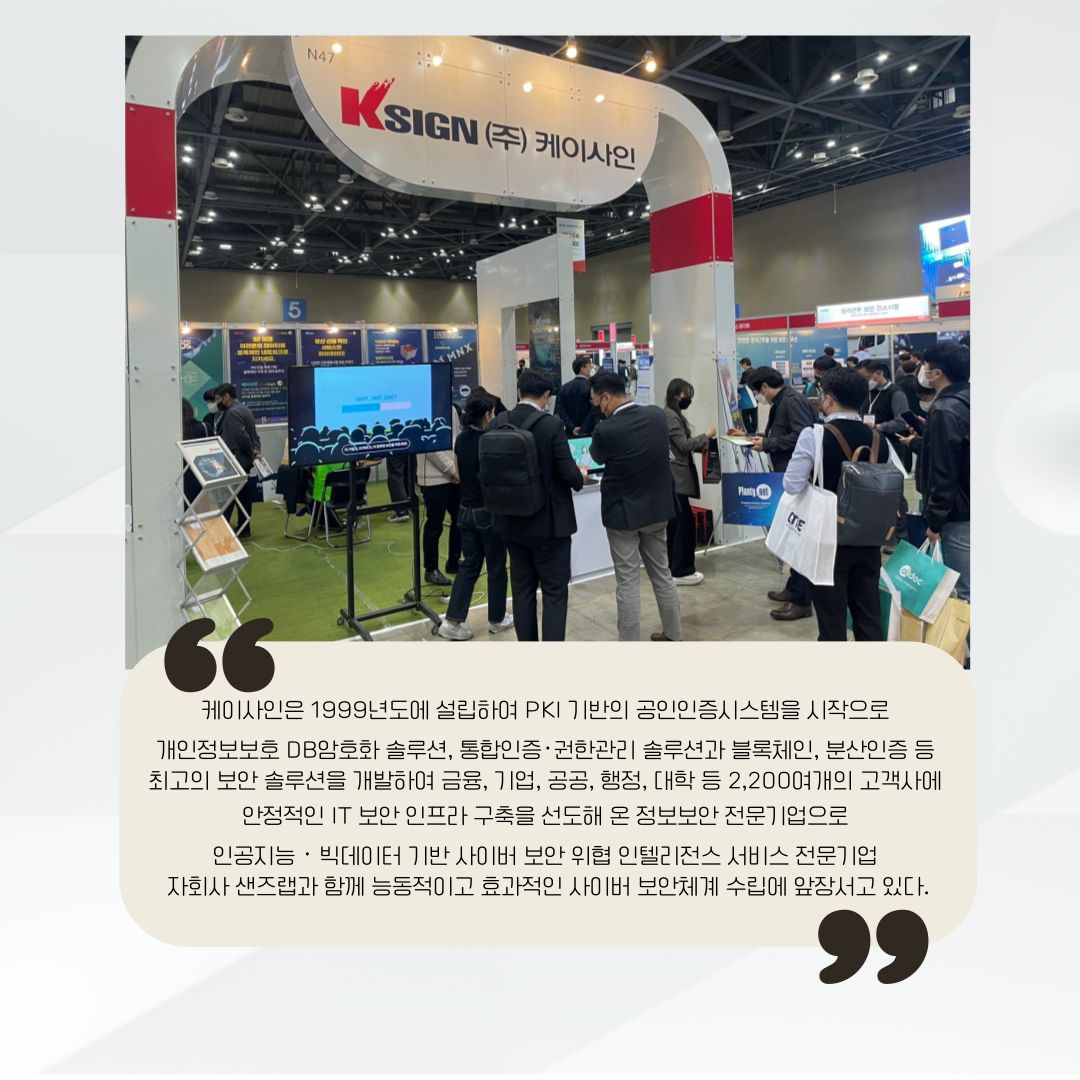 N47
KSIGN (주) 케이사인
5
Planty net
ONE
doc
케이사인은 1999년도에 설립하여 PKI 기반의 공인인증시스템을 시작으로
개인정보보호 DB암호화 솔루션, 통합인증·권한관리 솔루션과 블록체인, 분산인증 등
최고의 보안 솔루션을 개발하여 금융, 기업, 공공, 행정, 대학 등 2,200여개의 고객사에
안정적인 IT 보안 인프라 구축을 선도해 온 정보보안 전문기업으로
인공지능 · 빅데이터 기반 사이버 보안 위협 인텔리전스 서비스 전문기업
자회사 샌즈랩과 함께 능동적이고 효과적인 사이버 보안체계 수립에 앞장서고 있다.